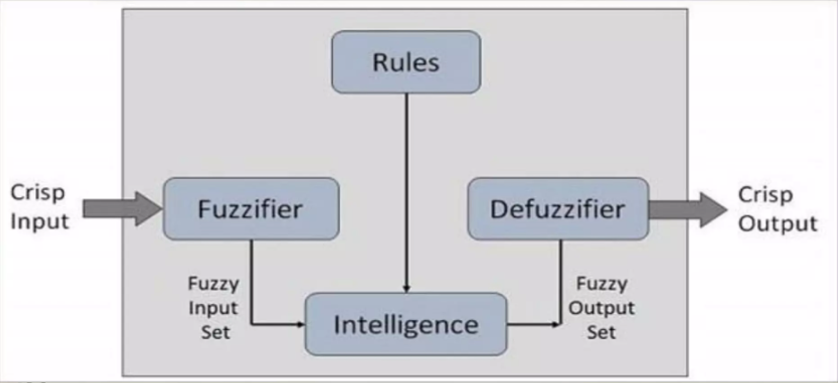 Rules
Crisp
Input
Fuzzifier
Defuzzifier
Crisp
Output
Fuzzy
Input
Set
Intelligence
Fuzzy
Output
Set